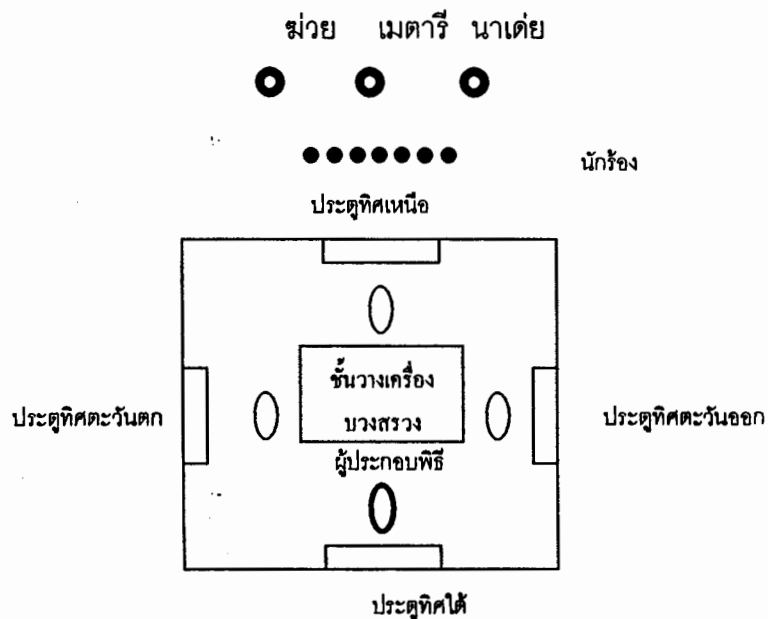 ฆ่วย เมตารี นาเด่ย
นักร้อง
ประตูทิศเหนือ
ชั้นวางเครื่อง
บวงสรวง
ประตูทิศตะวันตก
ประตูทิศตะวันออก
ผู้ประกอบพิธี
ประตูทิศใต้